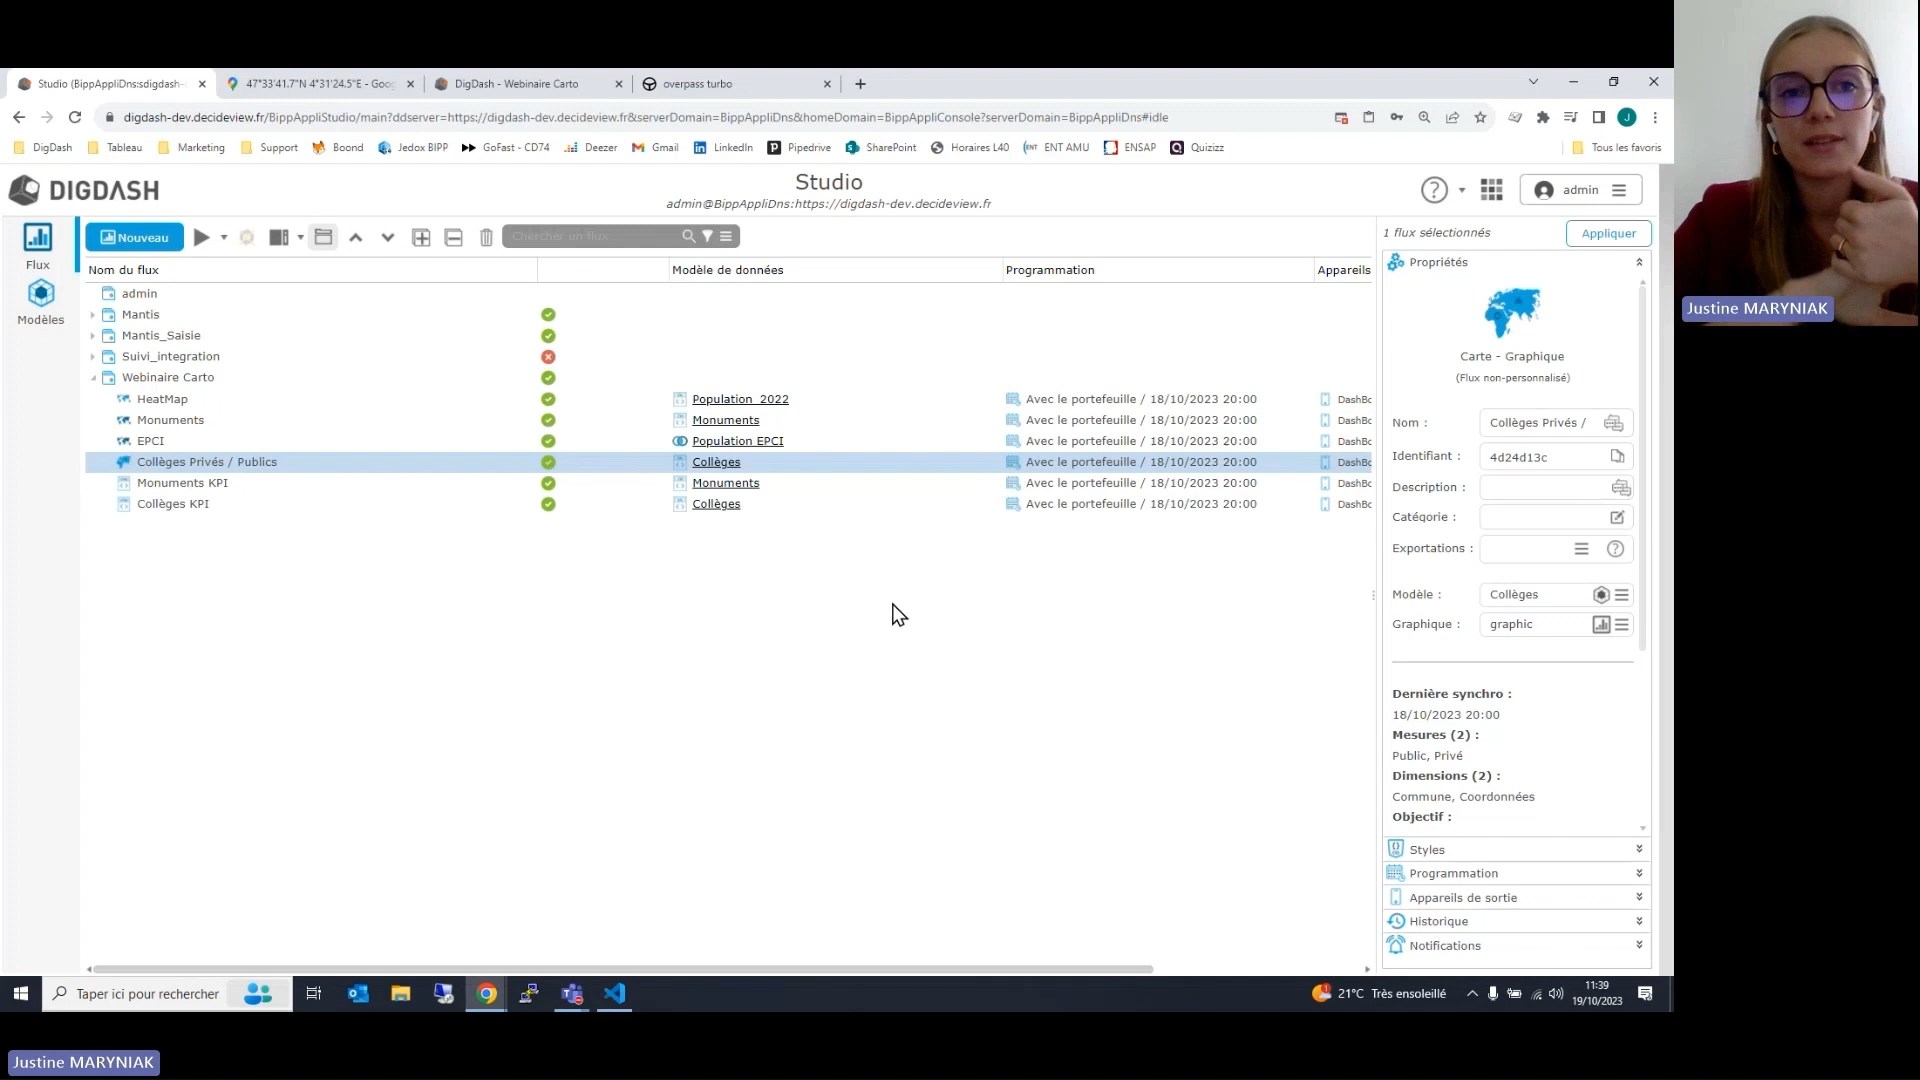 Studio (BippAppliDns:sdigdash-
47°33'41.7"N 4°31'24.5"E - Goog
DigDash - Webinaire Carto
overpass turbo
digdash-dev.decideview.fr/BippAppliStudio/main?ddserver=https://digdash-dev.decideview.fr&serverDomain=BippAppliDns&homeDomain=BippAppliConsole?serverDomain=BippAppliDns#idle
J
DigDash
Tableau
Marketing
Support
Boond
Jedox BIPP
GoFast - CD74
Deezer
Gmail
LinkedIn
Pipedrive
SharePoint
Horaires L40
ENT AMU
ENSAP
Quizizz
Tous les favoris
DIGDASH
Studio
admin@BippAppliDns:https://digdash-dev.decideview.fr
admin
Flux
Modèles
Nouveau
Chercher un flux
Nom du flux
Modèle de données
Programmation
Appareils
admin
Mantis
Mantis_Saisie
Suivi_integration
Webinaire Carto
HeatMap Population_2022 Avec le portefeuille / 18/10/2023 20:00 DashBo
Monuments Monuments Avec le portefeuille / 18/10/2023 20:00 DashBo
EPCI Population EPCI Avec le portefeuille / 18/10/2023 20:00 DashBo
Collèges Privés / Publics Collèges Avec le portefeuille / 18/10/2023 20:00 DashBo
Monuments KPI Monuments Avec le portefeuille / 18/10/2023 20:00 DashBo
Collèges KPI Collèges Avec le portefeuille / 18/10/2023 20:00 DashBo
1 flux sélectionnés
Appliquer
Propriétés
Carte - Graphique
(Flux non-personnalisé)
Nom : Collèges Privés /
Identifiant : 4d24d13c
Description :
Catégorie :
Exportations :
Modèle : Collèges
Graphique : graphic
Dernière synchro :
18/10/2023 20:00
Mesures (2) :
Public, Privé
Dimensions (2) :
Commune, Coordonnées
Objectif :
Styles
Programmation
Appareils de sortie
Historique
Notifications
Taper ici pour rechercher
21°C Très ensoleillé
11:39
19/10/2023
Justine MARYNIAK
Justine MARYNIAK